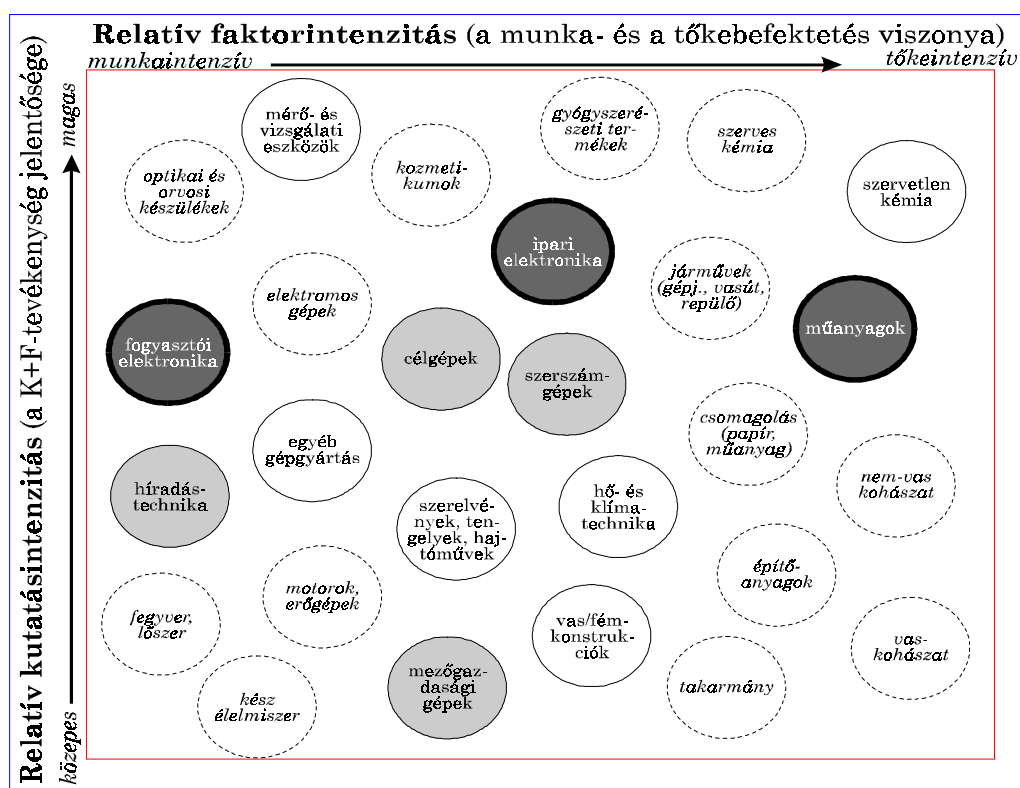 Relatív faktorintenzitás (a munka- és a tőkebefektetés viszonya)
munkaintenzív
tőkeintenzív
Relatív kutatásintenzitás (a K+F-tevékenység jelentősége)
magas
közepes
mérő- és
vizsgálati
eszközök
gyógyszeré-
szeti ter-
mékek
szerves
kémia
optikai és
orvosi
készülékek
kozmeti-
kumok
szervetlen
kémia
ipari
elektronika
járművek
(gépj., vasút,
repülő)
elektromos
gépek
műanyagok
fogyasztói
elektronika
célgépek
szerszám-
gépek
csomagolás
(papír,
műanyag)
egyéb
gépgyártás
nem-vas
kohászat
híradás-
technika
szerelvé-
nyek, ten-
gelyek, haj-
tóművek
hő- és
klíma-
technika
építő-
anyagok
motorok,
erőgépek
fegyver,
lőszer
vas/fém-
konstruk-
ciók
vas-
kohászat
mezőgaz-
dasági
gépek
takarmány
kész
élelmiszer